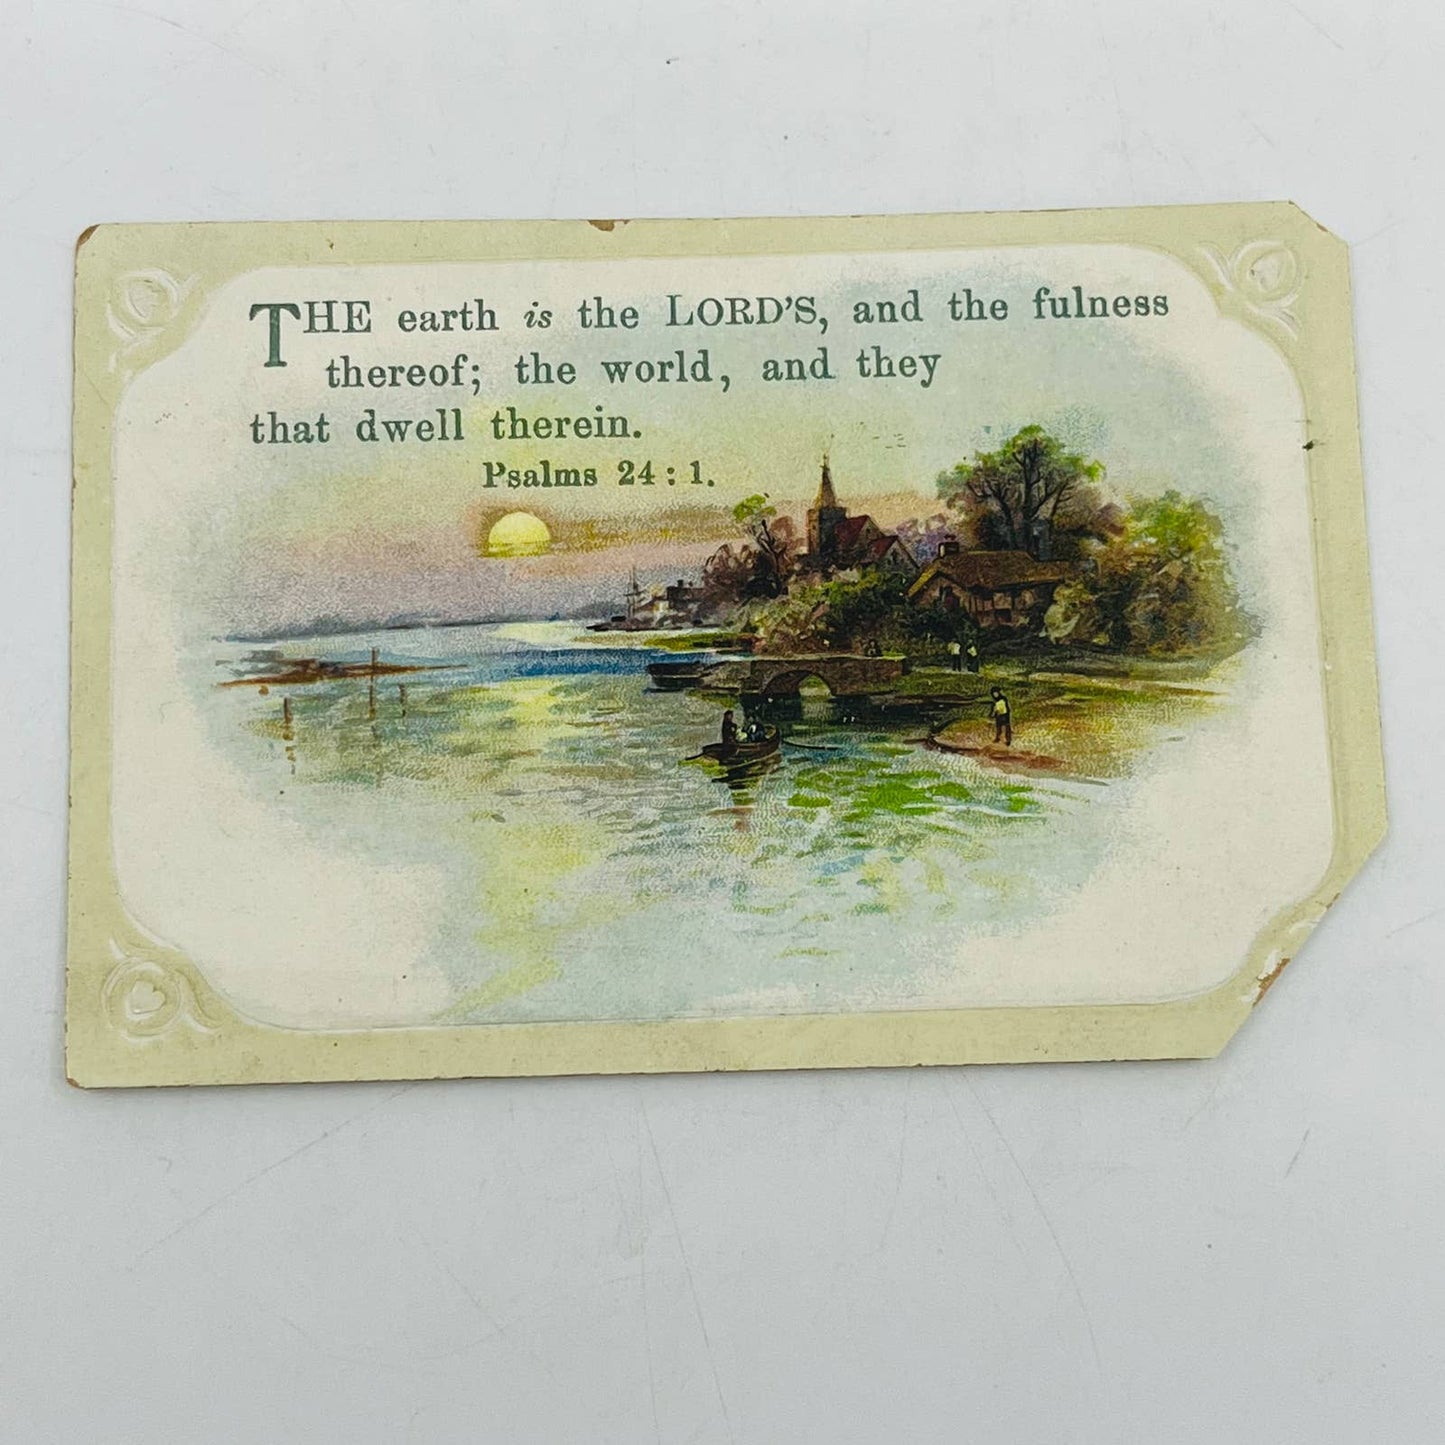 THE earth is the LORD'S, and the fulness
thereof; the world, and they
that dwell therein.
Psalms 24 : 1.